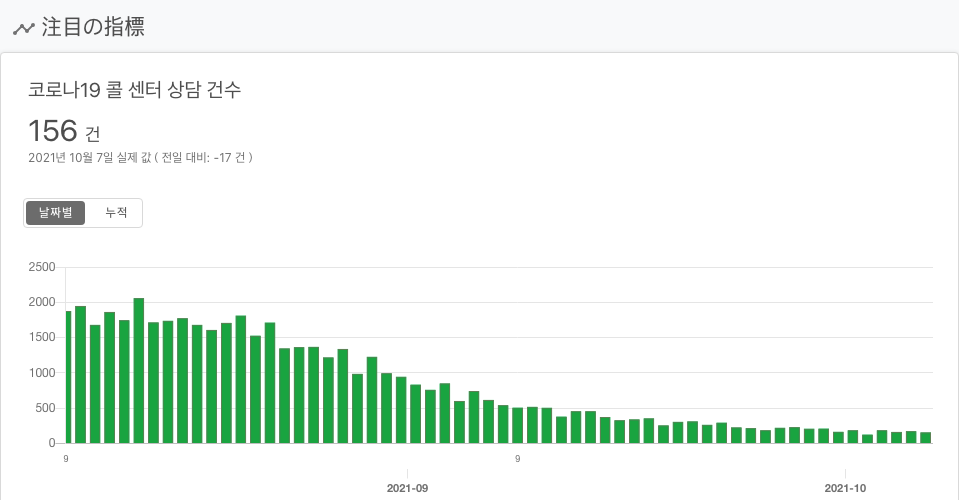 注目の指標
코로나19 콜 센터 상담 건수
156 건
2021년 10월 7일 실제 값 ( 전일 대비: -17 건 )
날짜별 누적
2500
2000
1500
1000
500
0
9 9
2021-09 2021-10